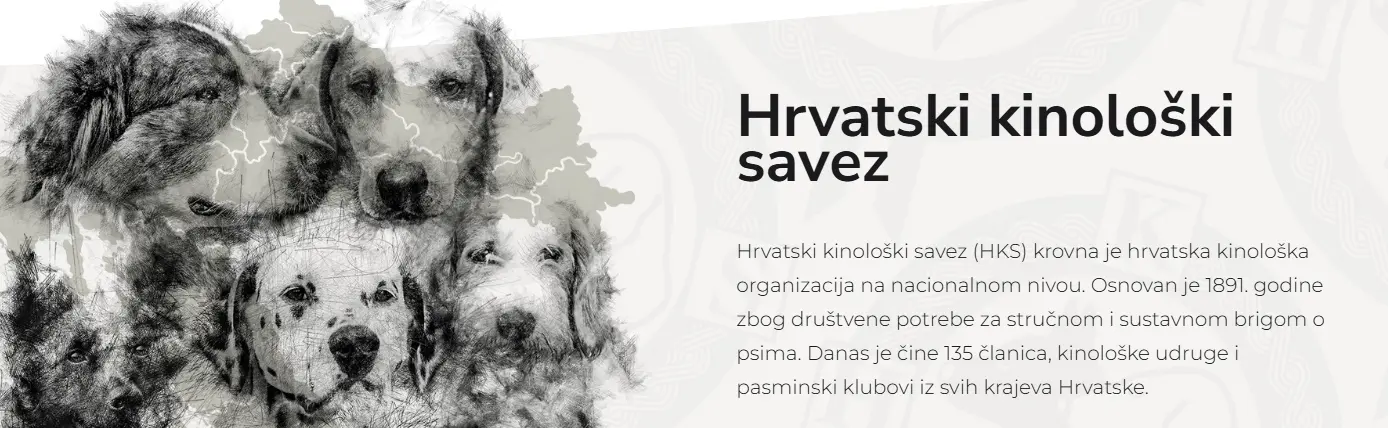 Hrvatski kinološki
savez
Hrvatski kinološki savez (HKS) krovna je hrvatska kinološka
organizacija na nacionalnom nivou. Osnovan je 1891. godine
zbog društvene potrebe za stručnom i sustavnom brigom o
psima. Danas je čine 135 članica, kinološke udruge i
pasminski klubovi iz svih krajeva Hrvatske.